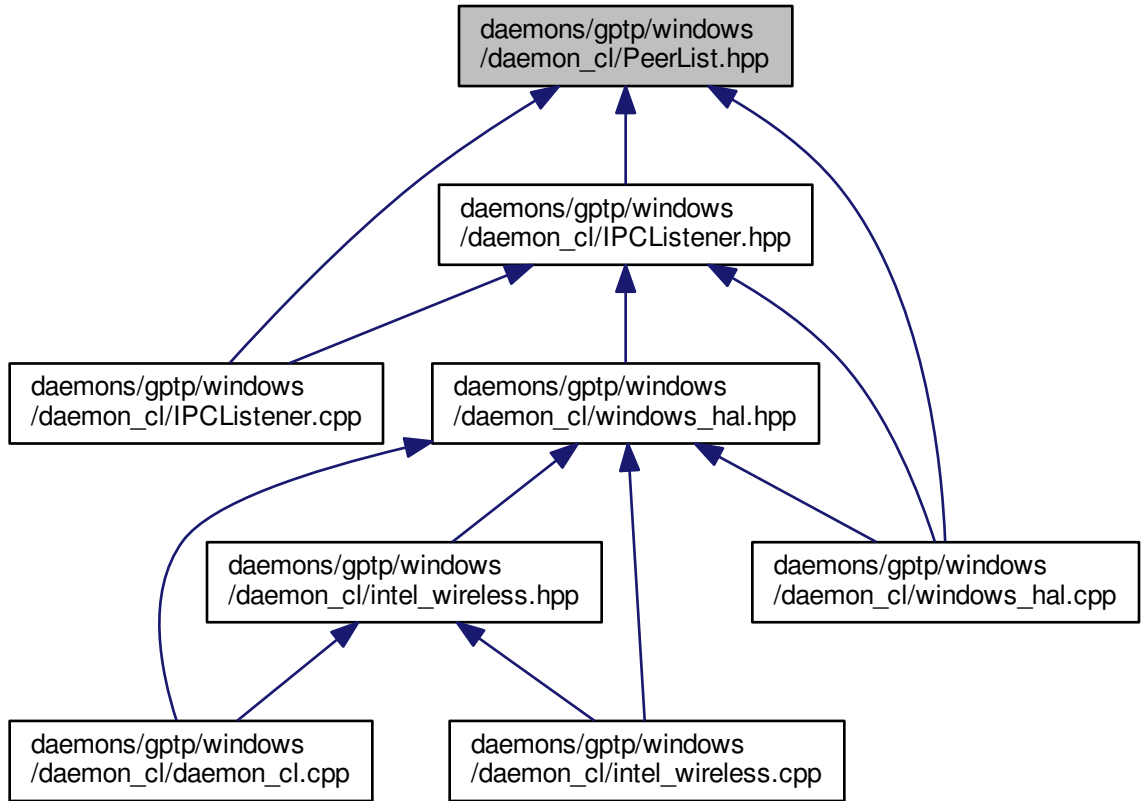 daemons/gptp/windows
/daemon_cl/PeerList.hpp
daemons/gptp/windows
/daemon_cl/IPCListener.hpp
daemons/gptp/windows
/daemon_cl/IPCListener.cpp
daemons/gptp/windows
/daemon_cl/windows_hal.hpp
daemons/gptp/windows
/daemon_cl/intel_wireless.hpp
daemons/gptp/windows
/daemon_cl/windows_hal.cpp
daemons/gptp/windows
/daemon_cl/daemon_cl.cpp
daemons/gptp/windows
/daemon_cl/intel_wireless.cpp